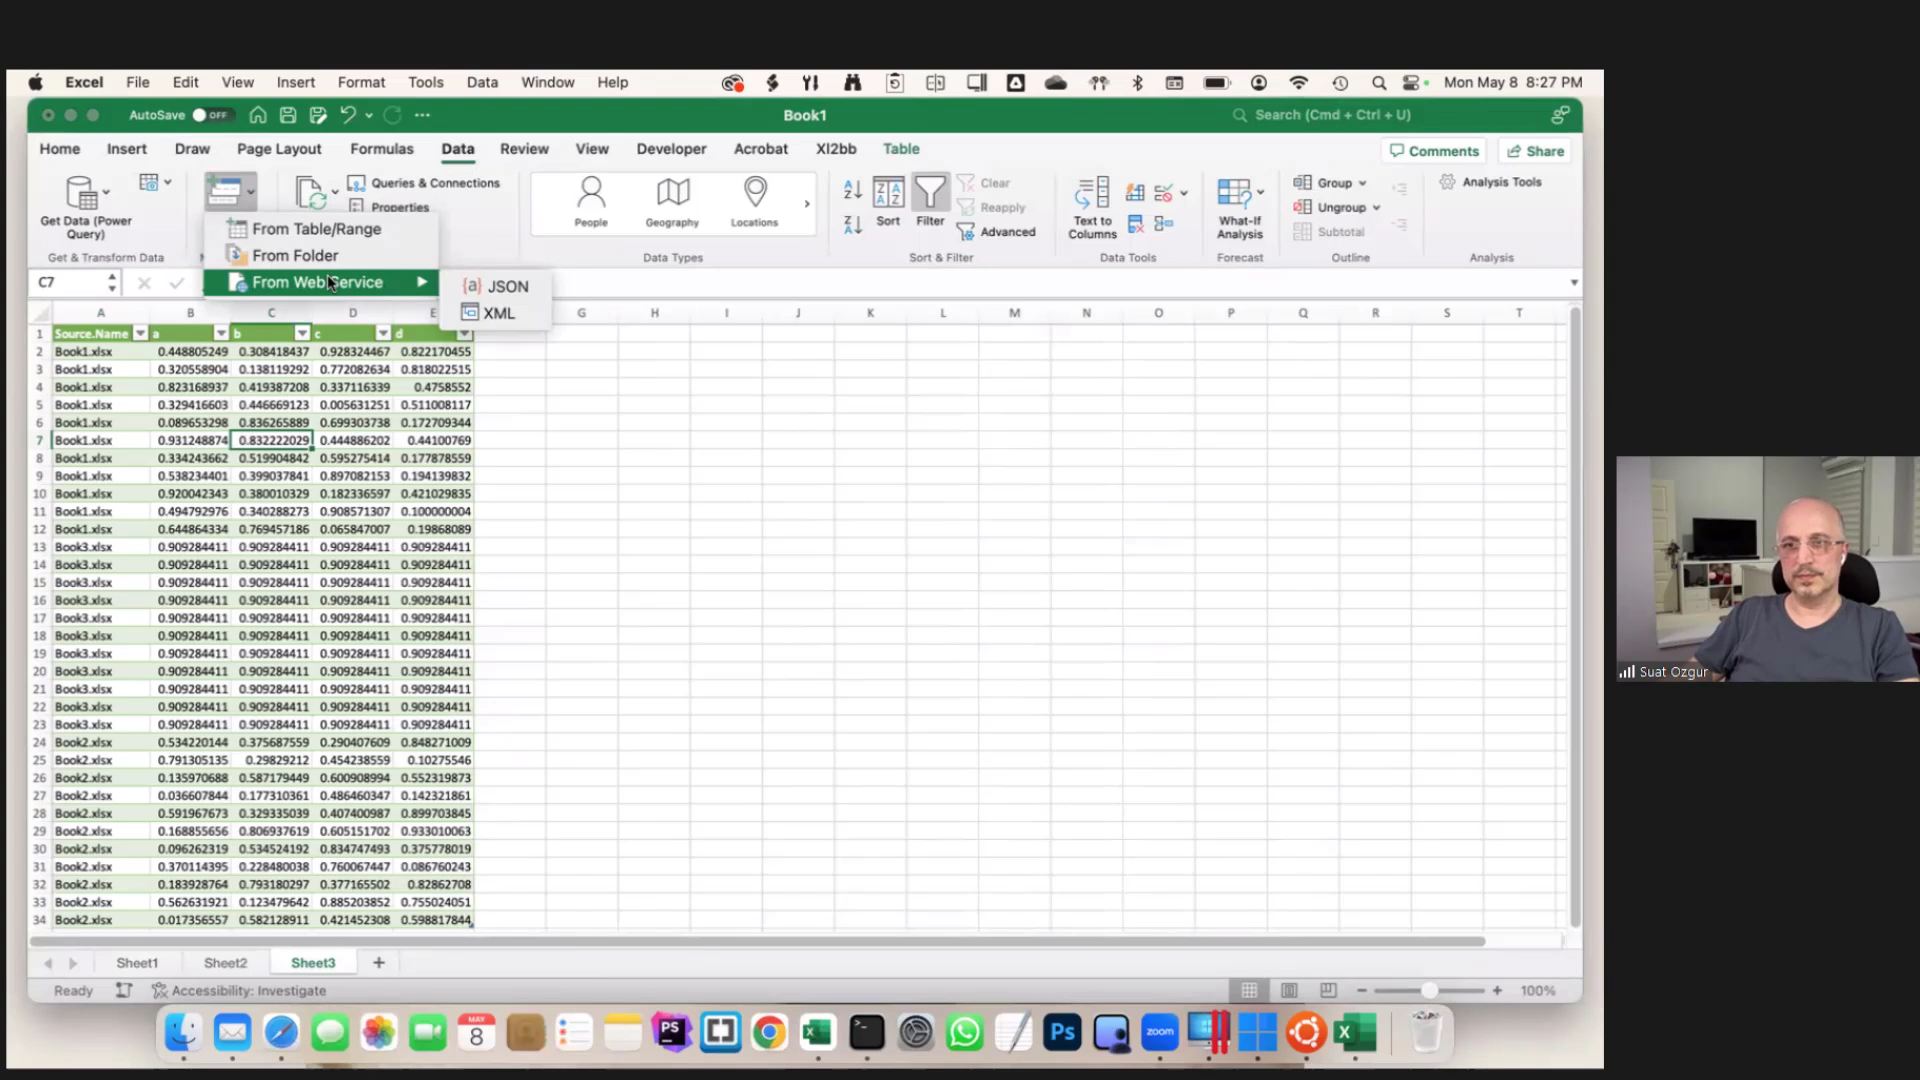 Excel File Edit View Insert Format Tools Data Window Help Mon May 8 8:27 PM
AutoSave OFF Book1 Search (Cmd + Ctrl + U)
Home Insert Draw Page Layout Formulas Data Review View Developer Acrobat Xl2bb Table Comments Share
Get Data (Power Query)
Get & Transform Data
Queries & Connections
Properties
From Table/Range
From Folder
From Web Service
JSON
XML
People Geography Locations
Data Types
Sort Filter
Clear
Reapply
Advanced
Sort & Filter
Text to Columns
Data Tools
What-If Analysis
Forecast
Group
Ungroup
Subtotal
Outline
Analysis Tools
Analysis
C7
A B C D E G H I J K L M N O P Q R S T
1 Source.Name a b c d
2 Book1.xlsx 0.448805249 0.308418437 0.928324467 0.822170455
3 Book1.xlsx 0.320558904 0.138119292 0.772082634 0.818022515
4 Book1.xlsx 0.823168937 0.419387208 0.337116339 0.4758552
5 Book1.xlsx 0.329416603 0.446669123 0.005631251 0.511008117
6 Book1.xlsx 0.089653298 0.836265889 0.699303738 0.172709344
7 Book1.xlsx 0.931248874 0.832222029 0.444886202 0.44100769
8 Book1.xlsx 0.334243662 0.519904842 0.595275414 0.177878559
9 Book1.xlsx 0.538234401 0.399037841 0.897082153 0.194139832
10 Book1.xlsx 0.920042343 0.380010329 0.182336597 0.421029835
11 Book1.xlsx 0.494792976 0.340288273 0.908571307 0.100000004
12 Book1.xlsx 0.644864334 0.769457186 0.065847007 0.19868089
13 Book3.xlsx 0.909284411 0.909284411 0.909284411 0.909284411
14 Book3.xlsx 0.909284411 0.909284411 0.909284411 0.909284411
15 Book3.xlsx 0.909284411 0.909284411 0.909284411 0.909284411
16 Book3.xlsx 0.909284411 0.909284411 0.909284411 0.909284411
17 Book3.xlsx 0.909284411 0.909284411 0.909284411 0.909284411
18 Book3.xlsx 0.909284411 0.909284411 0.909284411 0.909284411
19 Book3.xlsx 0.909284411 0.909284411 0.909284411 0.909284411
20 Book3.xlsx 0.909284411 0.909284411 0.909284411 0.909284411
21 Book3.xlsx 0.909284411 0.909284411 0.909284411 0.909284411
22 Book3.xlsx 0.909284411 0.909284411 0.909284411 0.909284411
23 Book3.xlsx 0.909284411 0.909284411 0.909284411 0.909284411
24 Book2.xlsx 0.534220144 0.375687559 0.290407609 0.848271009
25 Book2.xlsx 0.791305135 0.29829212 0.454238559 0.10275546
26 Book2.xlsx 0.135970688 0.587179449 0.600908994 0.552319873
27 Book2.xlsx 0.036607844 0.177310361 0.486460347 0.142321861
28 Book2.xlsx 0.591967673 0.329335039 0.407400987 0.899703845
29 Book2.xlsx 0.168855656 0.806937619 0.605151702 0.933010063
30 Book2.xlsx 0.096262319 0.534524192 0.834747493 0.375778019
31 Book2.xlsx 0.370114395 0.228480038 0.760067447 0.086760243
32 Book2.xlsx 0.183928764 0.793180297 0.377165502 0.82862708
33 Book2.xlsx 0.562631921 0.123479642 0.885203852 0.755024051
34 Book2.xlsx 0.017356557 0.582128911 0.421452308 0.598817844
Sheet1 Sheet2 Sheet3
Ready Accessibility: Investigate 100%
MAY 8 PS Ps zoom
Suat Ozgur